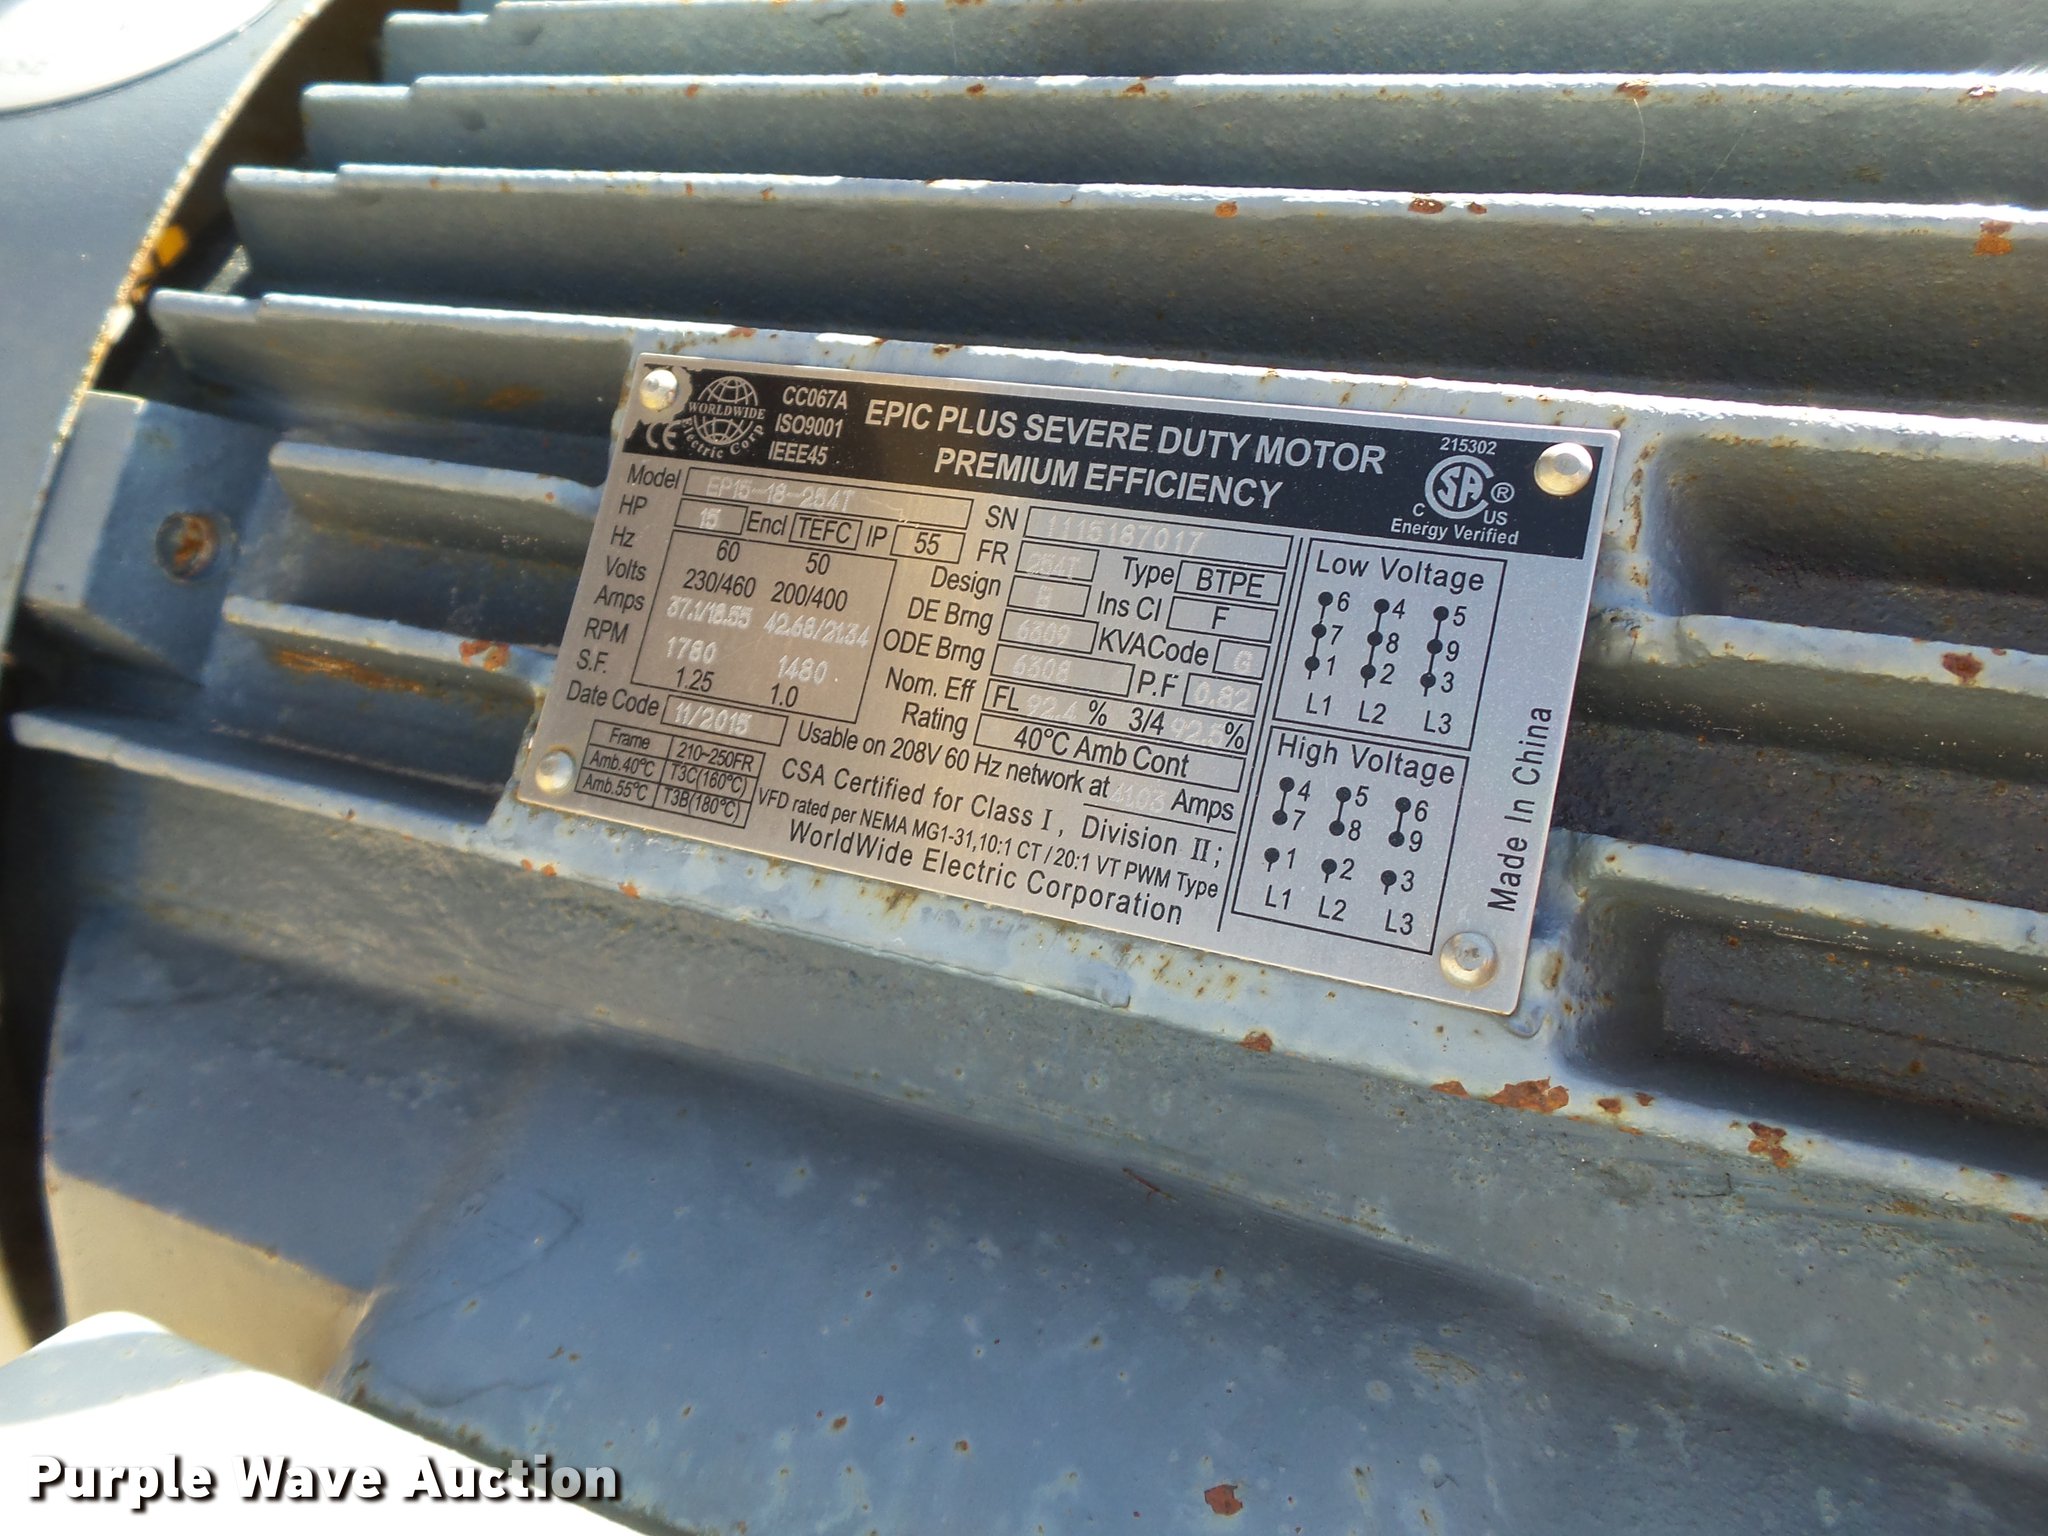 WORLDWIDE
Electric Corp
CE
CC067A
ISO9001
IEEE45
EPIC PLUS SEVERE DUTY MOTOR
PREMIUM EFFICIENCY
215302
C US ®
Energy Verified
Model EP15-18-254T SN 1115187017
HP 15 Encl TEFC IP 55 FR 254T Type BTPE
Hz 60 50 Design Ins Cl F
Volts 230/460 200/400 DE Brng 6309 KVACode G
Amps 37.1/18.55 42.68/21.34 ODE Brng 6308 P.F 0.82
RPM 1780 1480 Nom. Eff FL 92.4 % 3/4 92.5 %
S.F. 1.25 1.0 Rating 40°C Amb Cont
Date Code 11/2015 Usable on 208V 60 Hz network at 41.03 Amps
Frame 210~250FR
Amb.40°C T3C(160°C)
Amb.55°C T3B(180°C)
CSA Certified for Class I, Division II;
VFD rated per NEMA MG1-31,10:1 CT / 20:1 VT PWM Type
WorldWide Electric Corporation
Low Voltage
6 4 5
7 8 9
1 2 3
L1 L2 L3
High Voltage
4 5 6
7 8 9
1 2 3
L1 L2 L3
Made In China
Purple Wave Auction